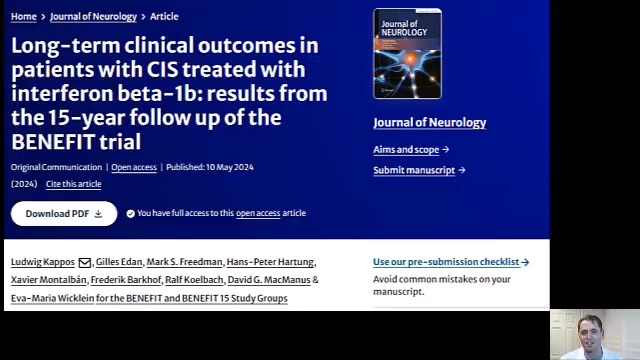 Home > Journal of Neurology > Article
Long-term clinical outcomes in
patients with CIS treated with
interferon beta-1b: results from
the 15-year follow up of the
BENEFIT trial
Original Communication | Open access | Published: 10 May 2024
(2024) Cite this article
Download PDF
You have full access to this open access article
Ludwig Kappos, Gilles Edan, Mark S. Freedman, Hans-Peter Hartung,
Xavier Montalbán, Frederik Barkhof, Ralf Koelbach, David G. MacManus &
Eva-Maria Wicklein for the BENEFIT and BENEFIT 15 Study Groups
Journal of
NEUROLOGY
Journal of Neurology
Aims and scope →
Submit manuscript →
Use our pre-submission checklist →
Avoid common mistakes on your
manuscript.